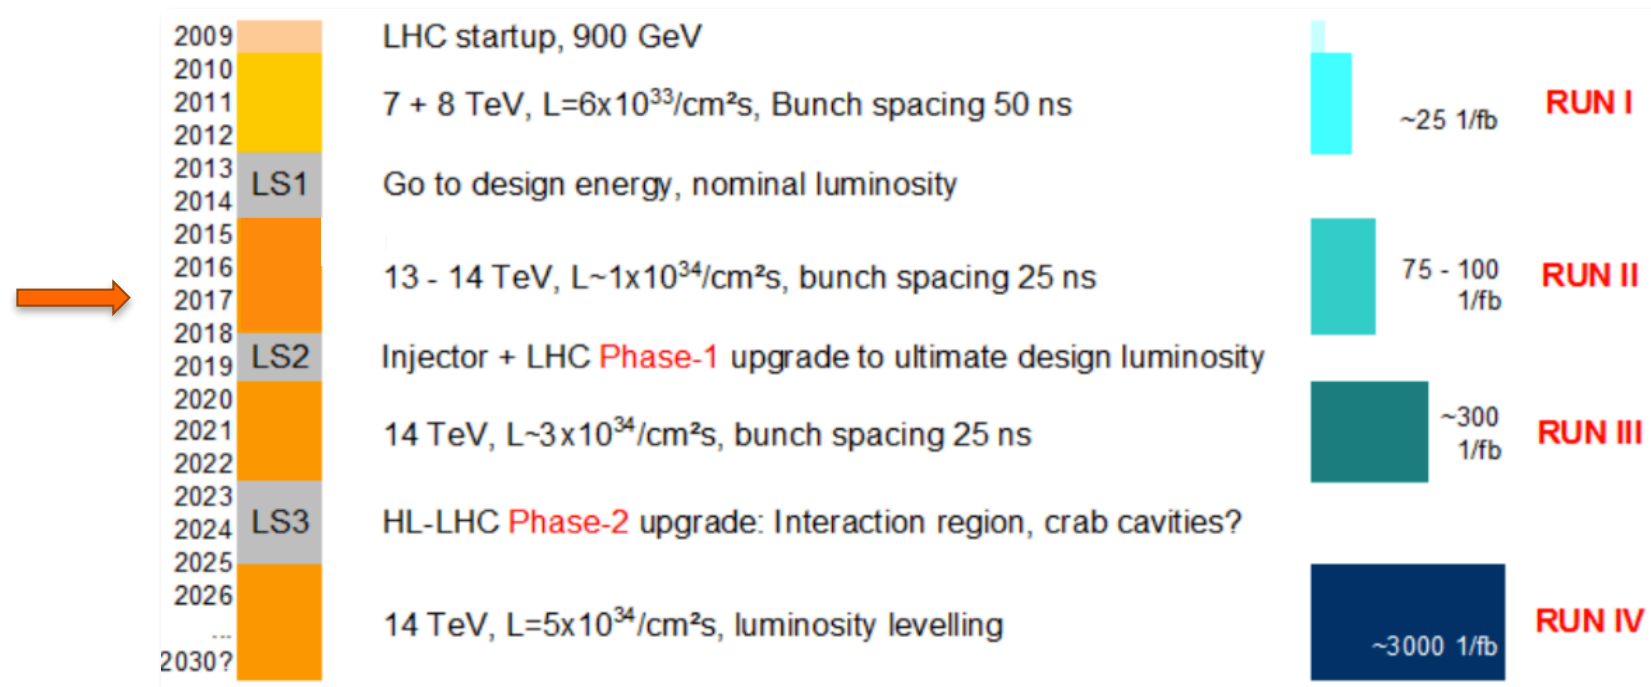 2009 LHC startup, 900 GeV
2010
2011 7 + 8 TeV, L=6x10³³/cm²s, Bunch spacing 50 ns ~25 1/fb RUN I
2012
2013
LS1 Go to design energy, nominal luminosity
2014
2015
2016 13 - 14 TeV, L~1x10³⁴/cm²s, bunch spacing 25 ns 75 - 100 RUN II
2017 1/fb
2018
LS2 Injector + LHC Phase-1 upgrade to ultimate design luminosity
2019
2020 ~300
2021 14 TeV, L~3x10³⁴/cm²s, bunch spacing 25 ns RUN III
2022 1/fb
2023
LS3 HL-LHC Phase-2 upgrade: Interaction region, crab cavities?
2024
2025
2026
14 TeV, L=5x10³⁴/cm²s, luminosity levelling RUN IV
...
~3000 1/fb
2030?